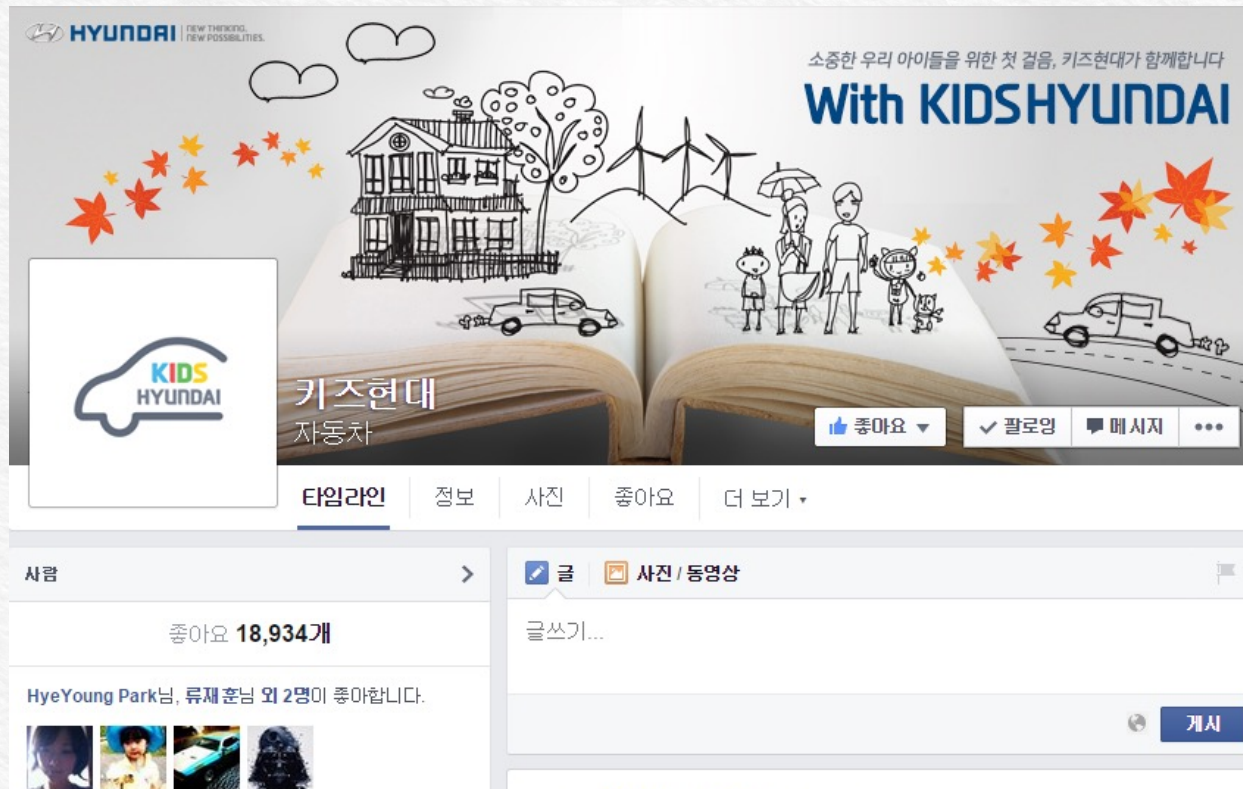 HYUNDAI NEW THINKING.
NEW POSSIBILITIES.
소중한 우리 아이들을 위한 첫 걸음, 키즈현대가 함께합니다
With KIDSHYUNDAI
KIDS
HYUNDAI
키즈현대
자동차
좋아요
팔로잉
메시지
타임라인 정보 사진 좋아요 더 보기
사람
좋아요 18,934개
HyeYoung Park님, 류재훈님 외 2명이 좋아합니다.
글 사진 / 동영상
글쓰기...
게시